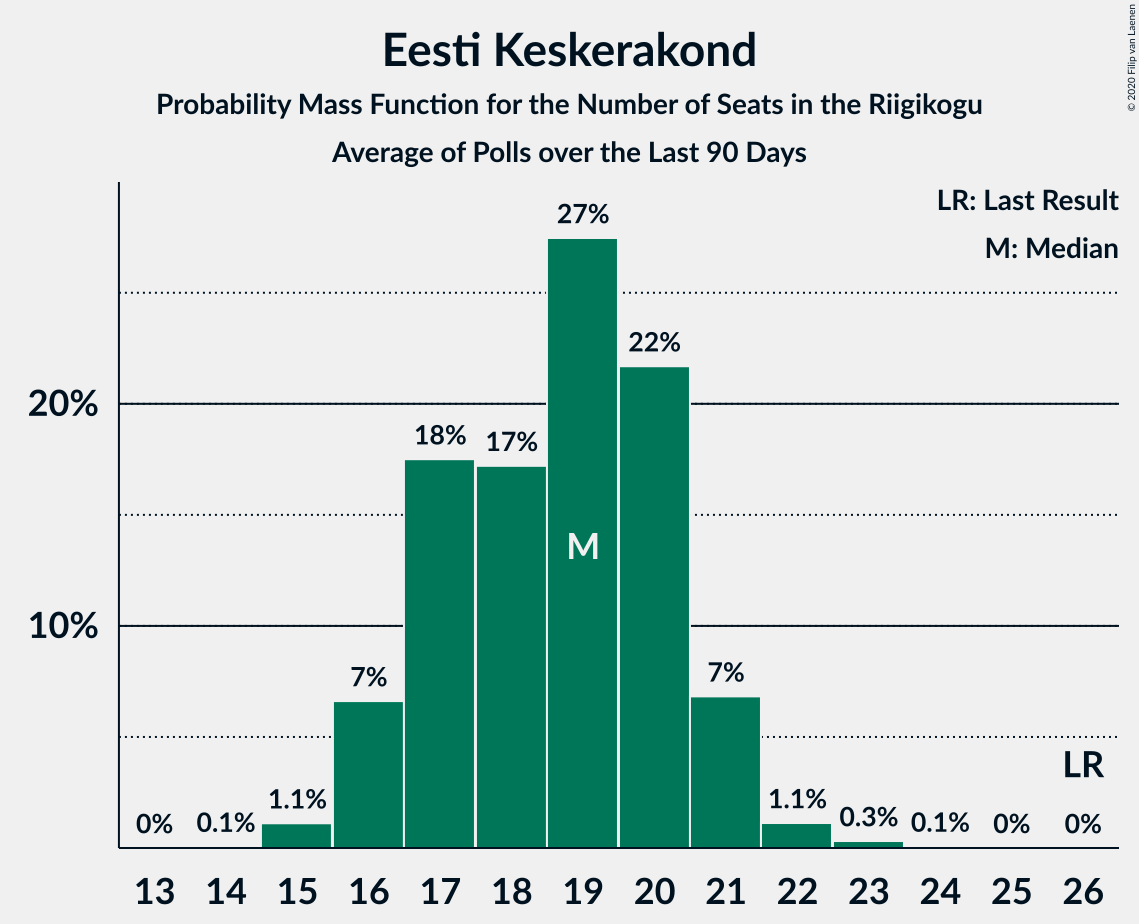 Eesti Keskerakond
Probability Mass Function for the Number of Seats in the Riigikogu
Average of Polls over the Last 90 Days
© 2020 Filip van Laenen
LR: Last Result
M: Median
20%
10%
0%
0.1%
1.1%
7%
18%
17%
27%
22%
7%
1.1%
0.3%
0.1%
0%
0%
M
LR
13 14 15 16 17 18 19 20 21 22 23 24 25 26